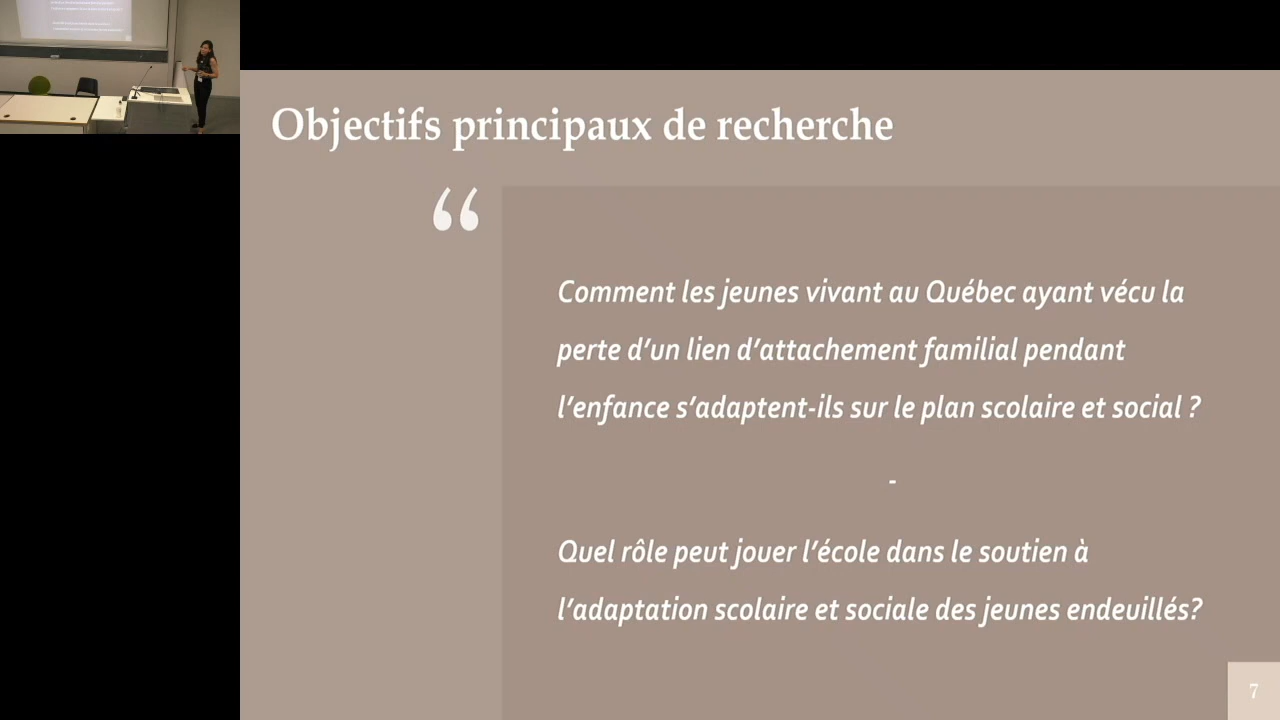 Objectifs principaux de recherche
“
Comment les jeunes vivant au Québec ayant vécu la
perte d’un lien d’attachement familial pendant
l’enfance s’adaptent-ils sur le plan scolaire et social ?
-
Quel rôle peut jouer l’école dans le soutien à
l’adaptation scolaire et sociale des jeunes endeuillés?
7